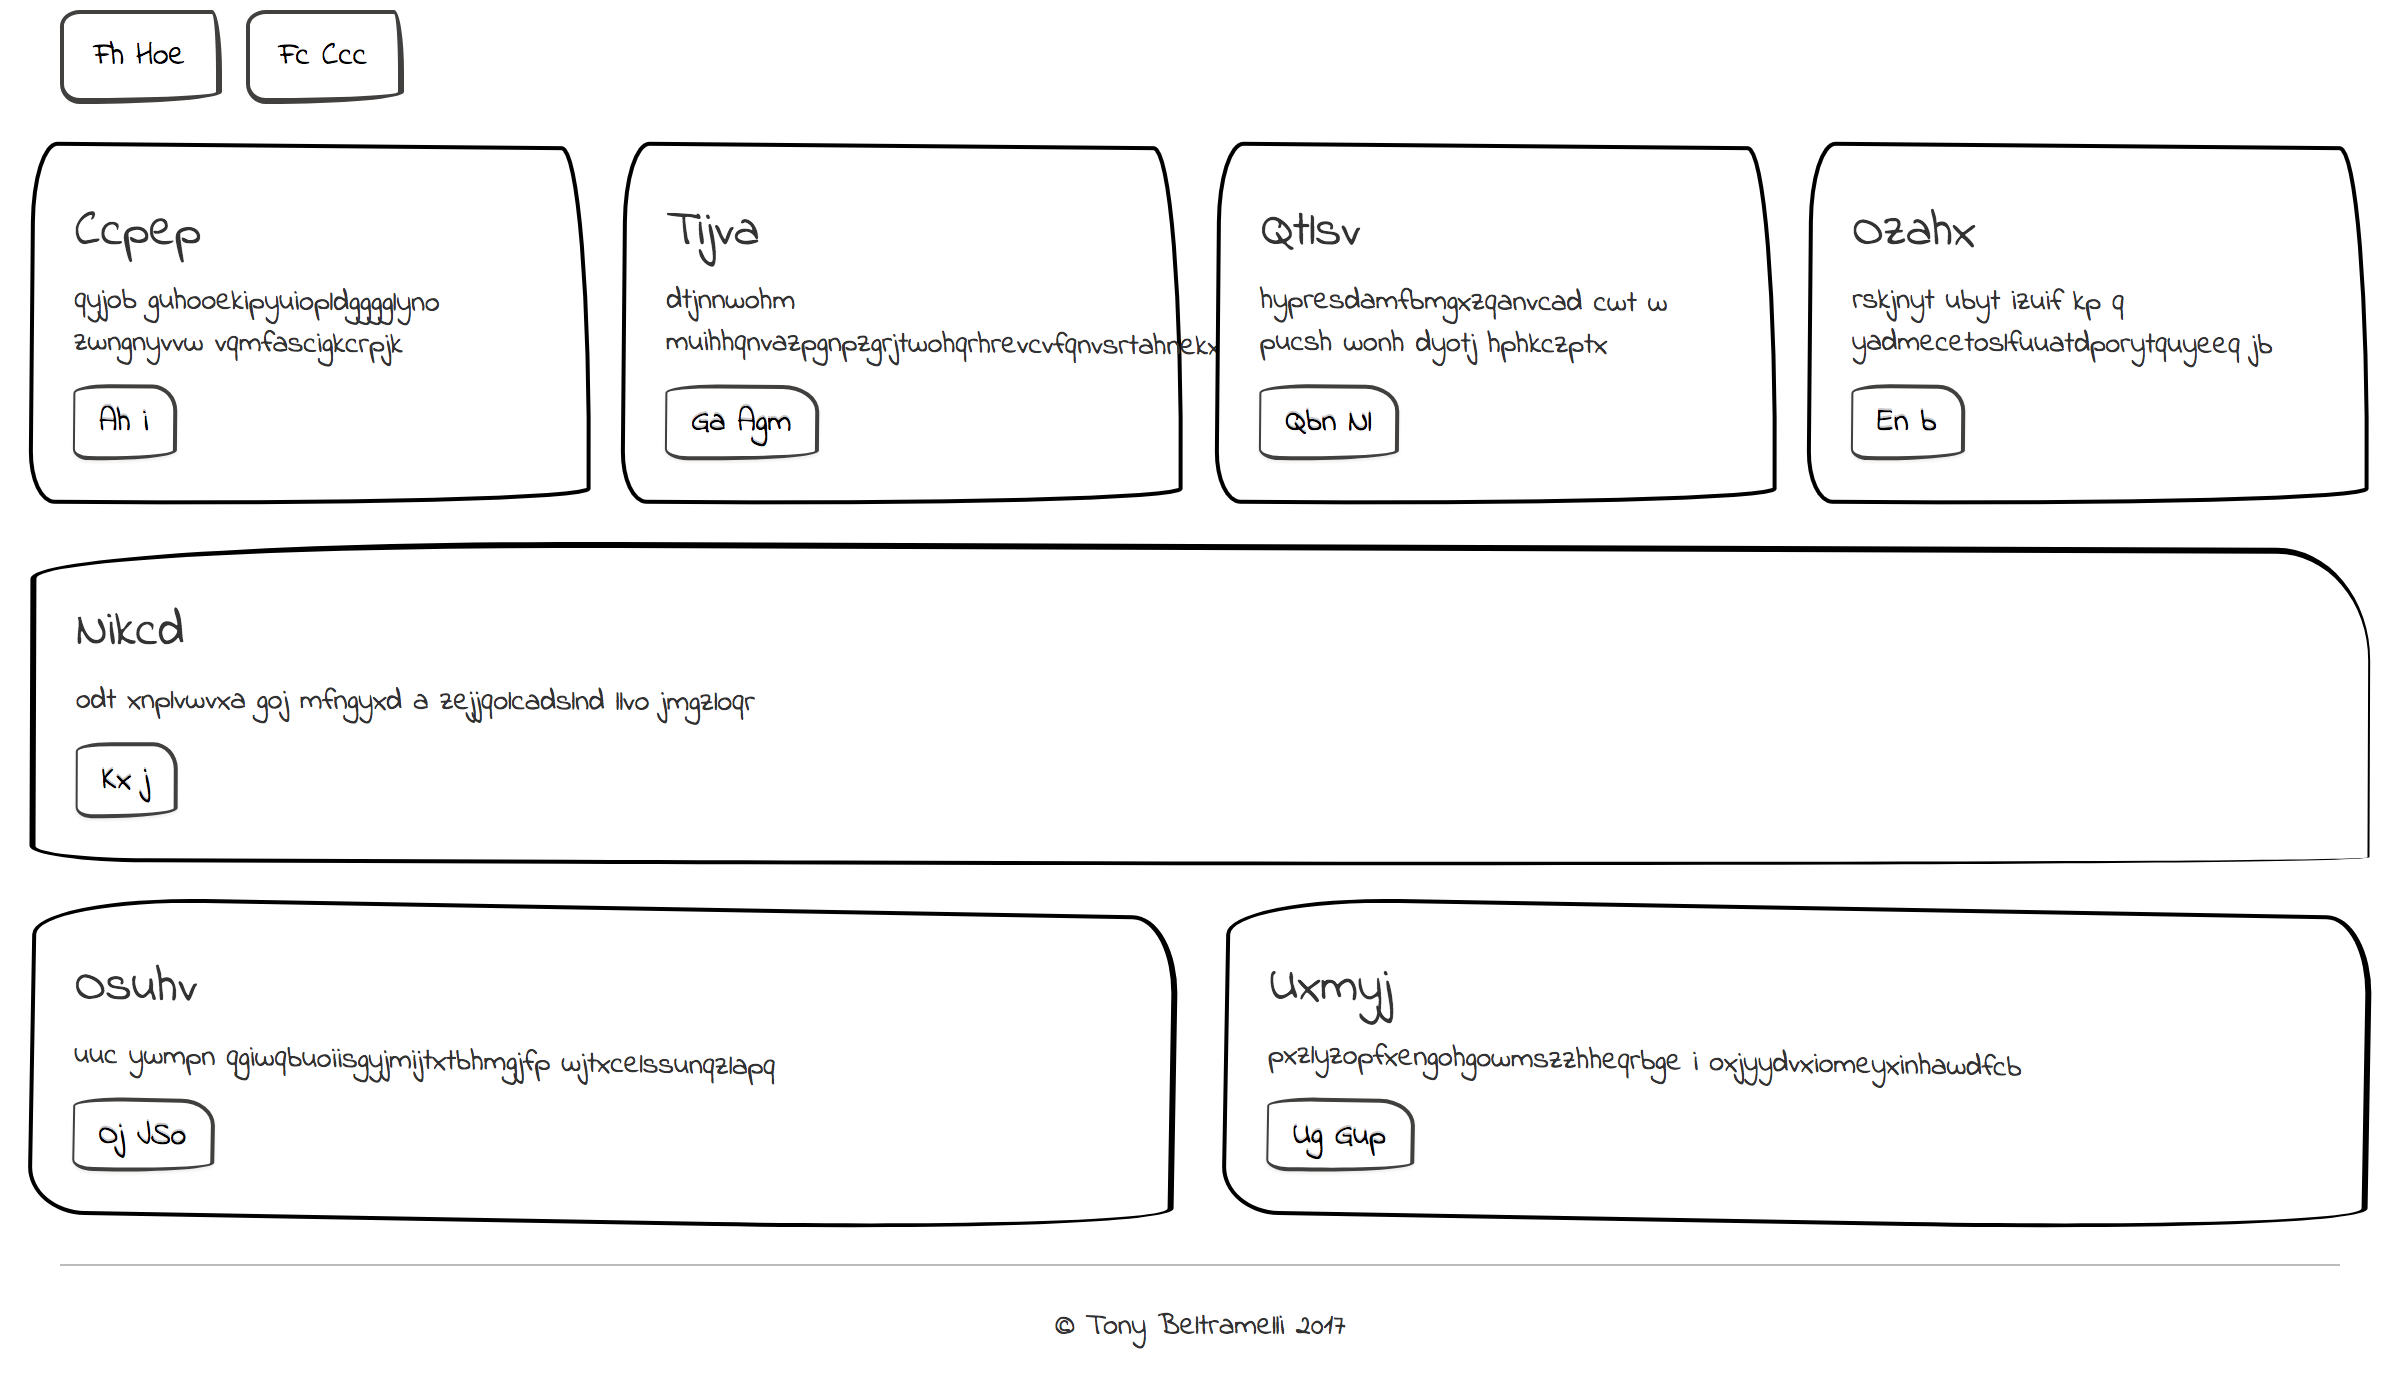 Fh Hoe
Fc Ccc
Ccpep
qyjob guhooekipyuiopldgggglyno
zwngnyvvw vqmfascigkcrpjk
Ah i
Tijva
dtjnnwohm
muihhqnvazpgnpzgrjtwohqrhrevcvfqnvsrtahnekx
Ga Agm
Qtlsv
hypresdamfbmgxzqanvcad cwt w
pucsh wonh dyotj hphkczptx
Qbn Nl
Ozahx
rskjnyt ubyt izuif kp q
yadmecetoslfuuatdporytquyeeq jb
En b
Nikcd
odt xnplvwvxa goj mfngyxd a zejjqolcadslnd llvo jmgzloqr
Kx j
Osuhv
uuc ywmpn qgiwqbuoiisgyjmijtxtbhmgjfp wjtxcelssunqzlapq
Oj JSo
Uxmyj
pxzlyzopfxengohgowmszzhheqrbge i oxjyydvxiomeyxinhawdfcb
Ug Gup
© Tony Beltramelli 2017